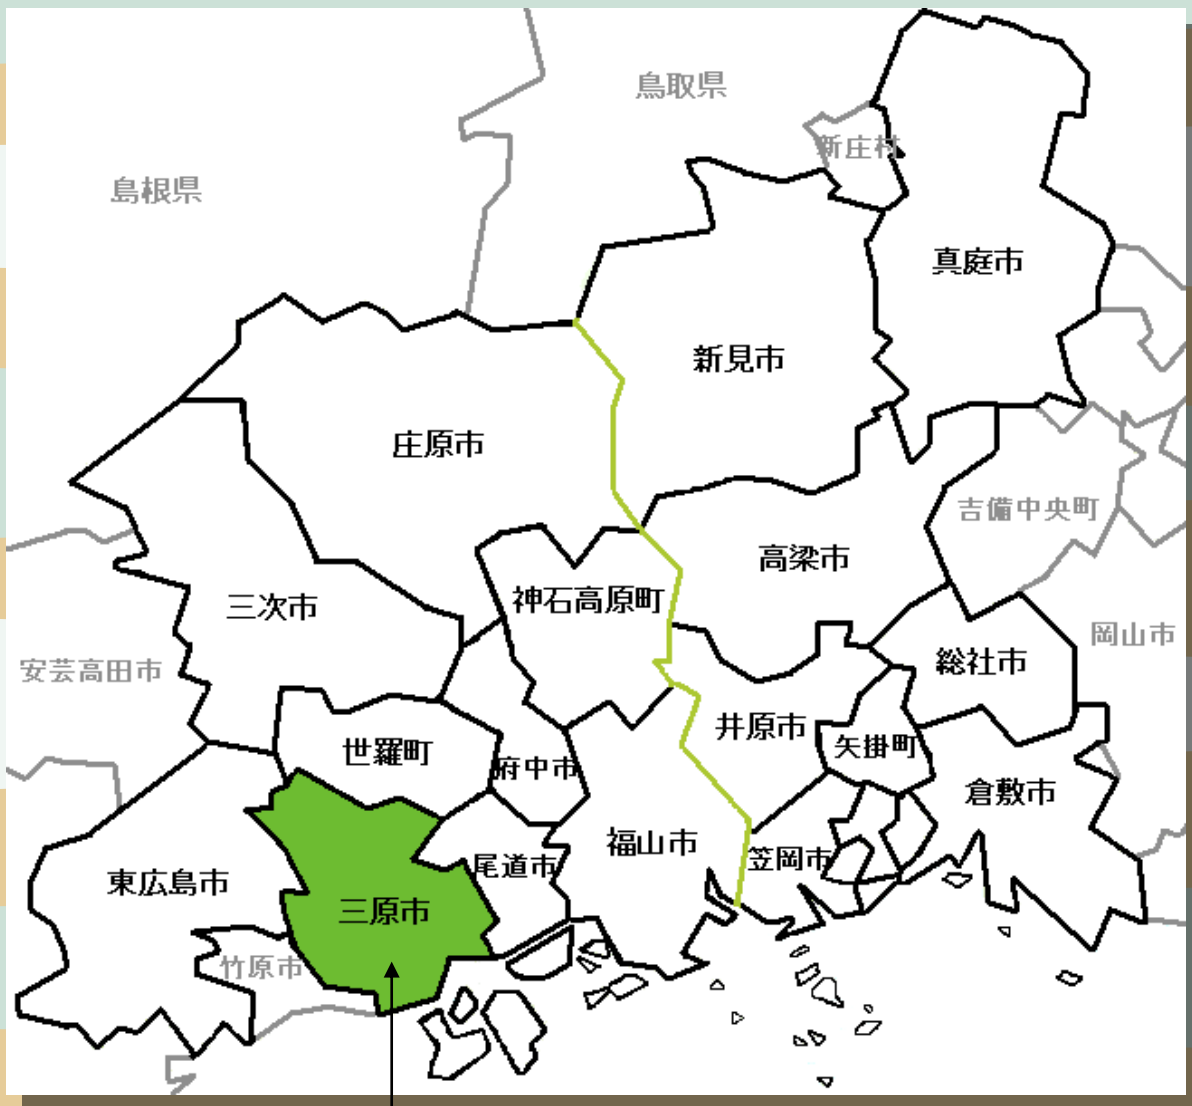 鳥取県
新庄村
島根県
真庭市
新見市
庄原市
吉備中央町
高梁市
神石高原町
三次市
岡山市
総社市
安芸高田市
井原市
矢掛町
世羅町
府中市
倉敷市
福山市
笠岡市
尾道市
東広島市
三原市
竹原市